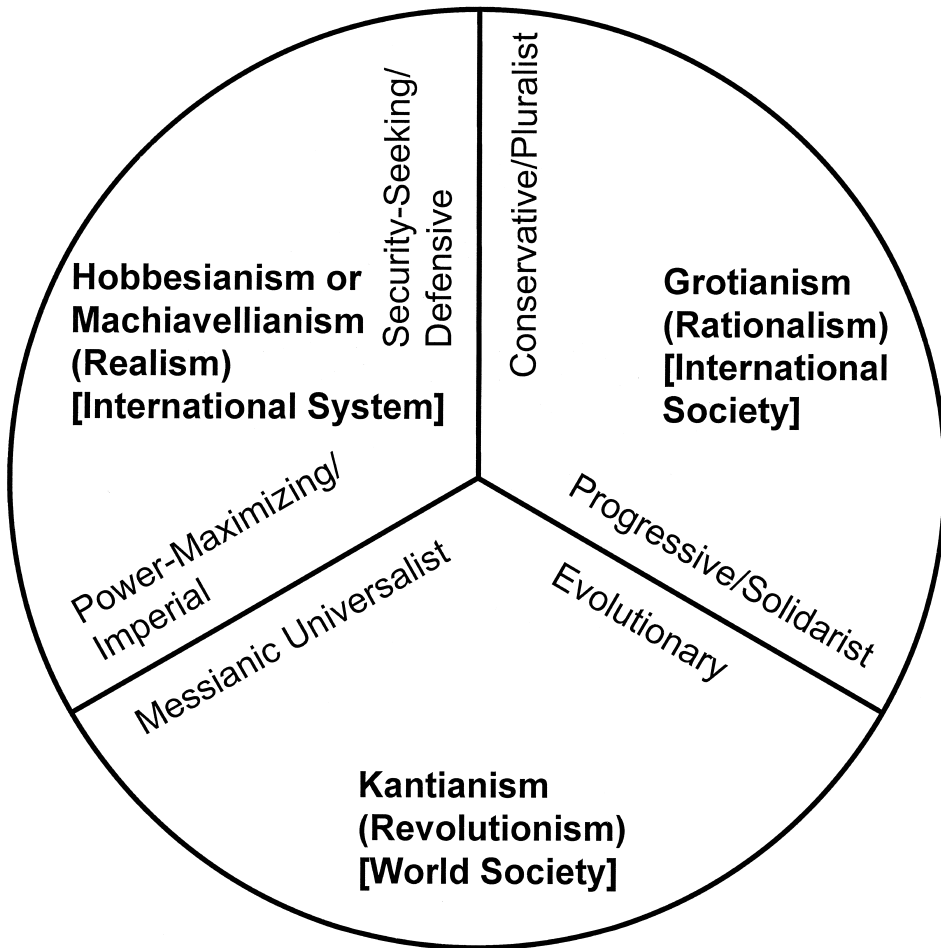 Security-Seeking/
Defensive
Conservative/Pluralist
Hobbesianism or
Machiavellianism
(Realism)
[International System]
Grotianism
(Rationalism)
[International
Society]
Power-Maximizing/
Imperial
Messianic Universalist
Progressive/Solidarist
Evolutionary
Kantianism
(Revolutionism)
[World Society]